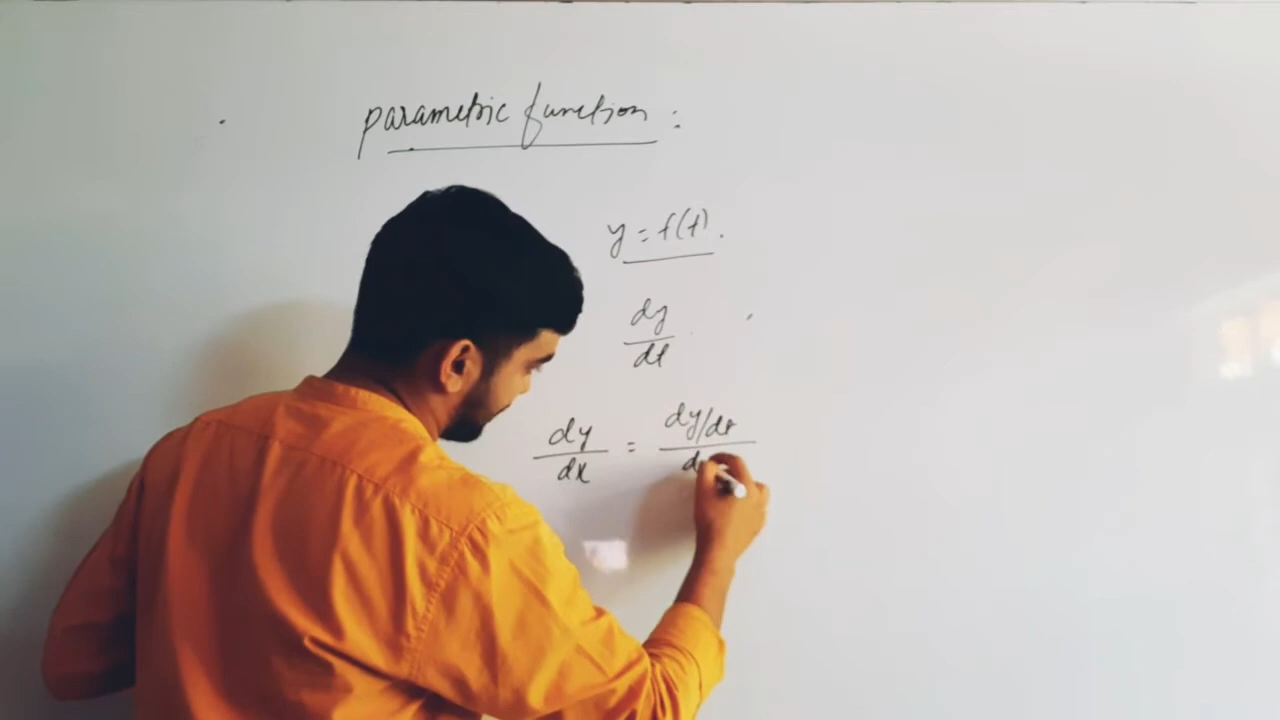 parametric function :
y = f(t).
dy/dt
dy/dx = dy/dt / d